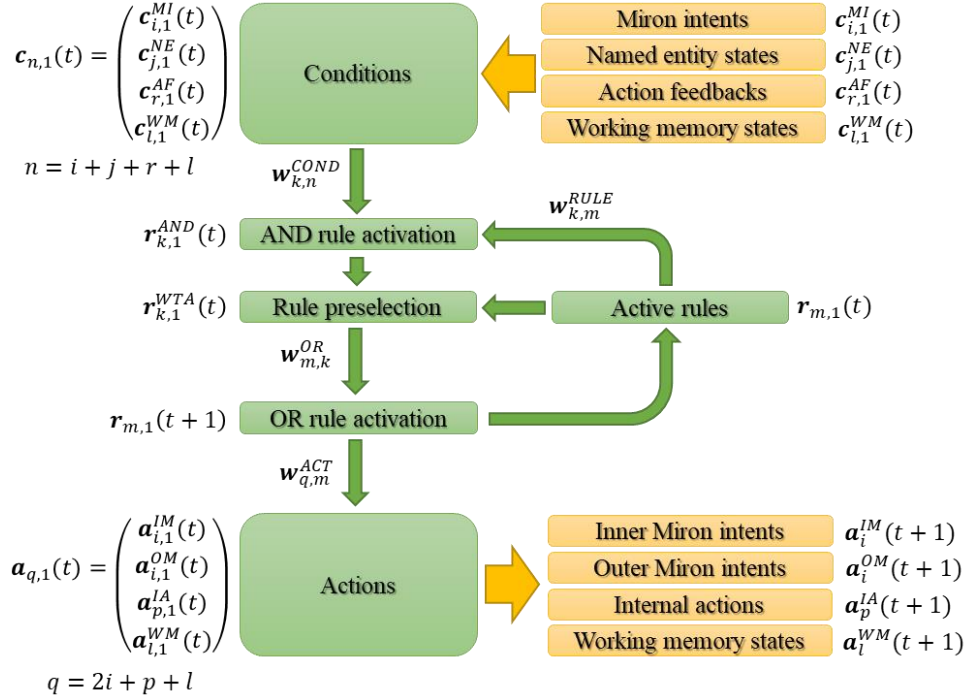 c_{n,1}(t) = ( c^{MI}_{i,1}(t)
c^{NE}_{j,1}(t)
c^{AF}_{r,1}(t)
c^{WM}_{l,1}(t) )
n = i + j + r + l
Conditions
Miron intents c^{MI}_{i,1}(t)
Named entity states c^{NE}_{j,1}(t)
Action feedbacks c^{AF}_{r,1}(t)
Working memory states c^{WM}_{l,1}(t)
w^{COND}_{k,n}
w^{RULE}_{k,m}
r^{AND}_{k,1}(t) AND rule activation
r^{WTA}_{k,1}(t) Rule preselection
Active rules r_{m,1}(t)
w^{OR}_{m,k}
r_{m,1}(t+1) OR rule activation
w^{ACT}_{q,m}
a_{q,1}(t) = ( a^{IM}_{i,1}(t)
a^{OM}_{i,1}(t)
a^{IA}_{p,1}(t)
a^{WM}_{l,1}(t) )
q = 2i + p + l
Actions
Inner Miron intents a^{IM}_{i}(t+1)
Outer Miron intents a^{OM}_{i}(t+1)
Internal actions a^{IA}_{p}(t+1)
Working memory states a^{WM}_{l}(t+1)